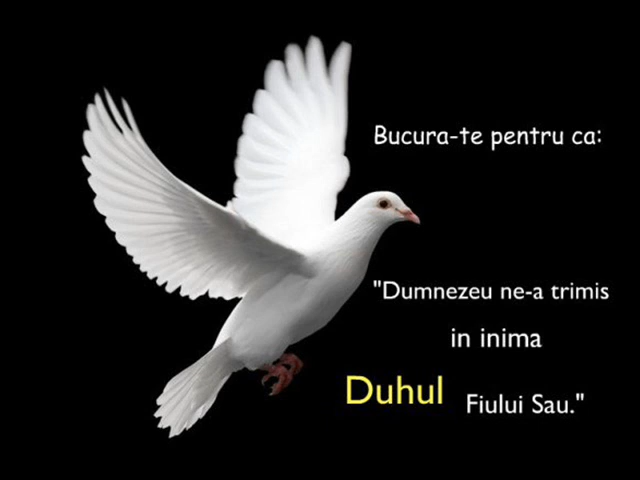 Bucura-te pentru ca:
"Dumnezeu ne-a trimis
in inima
Duhul Fiului Sau."